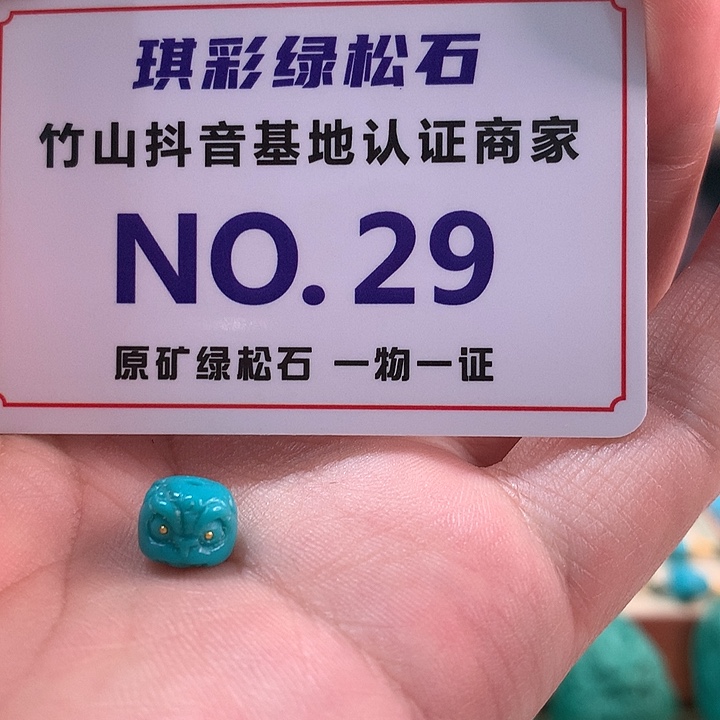 琪彩绿松石
竹山抖音基地认证商家
NO.29
原矿绿松石 一物一证